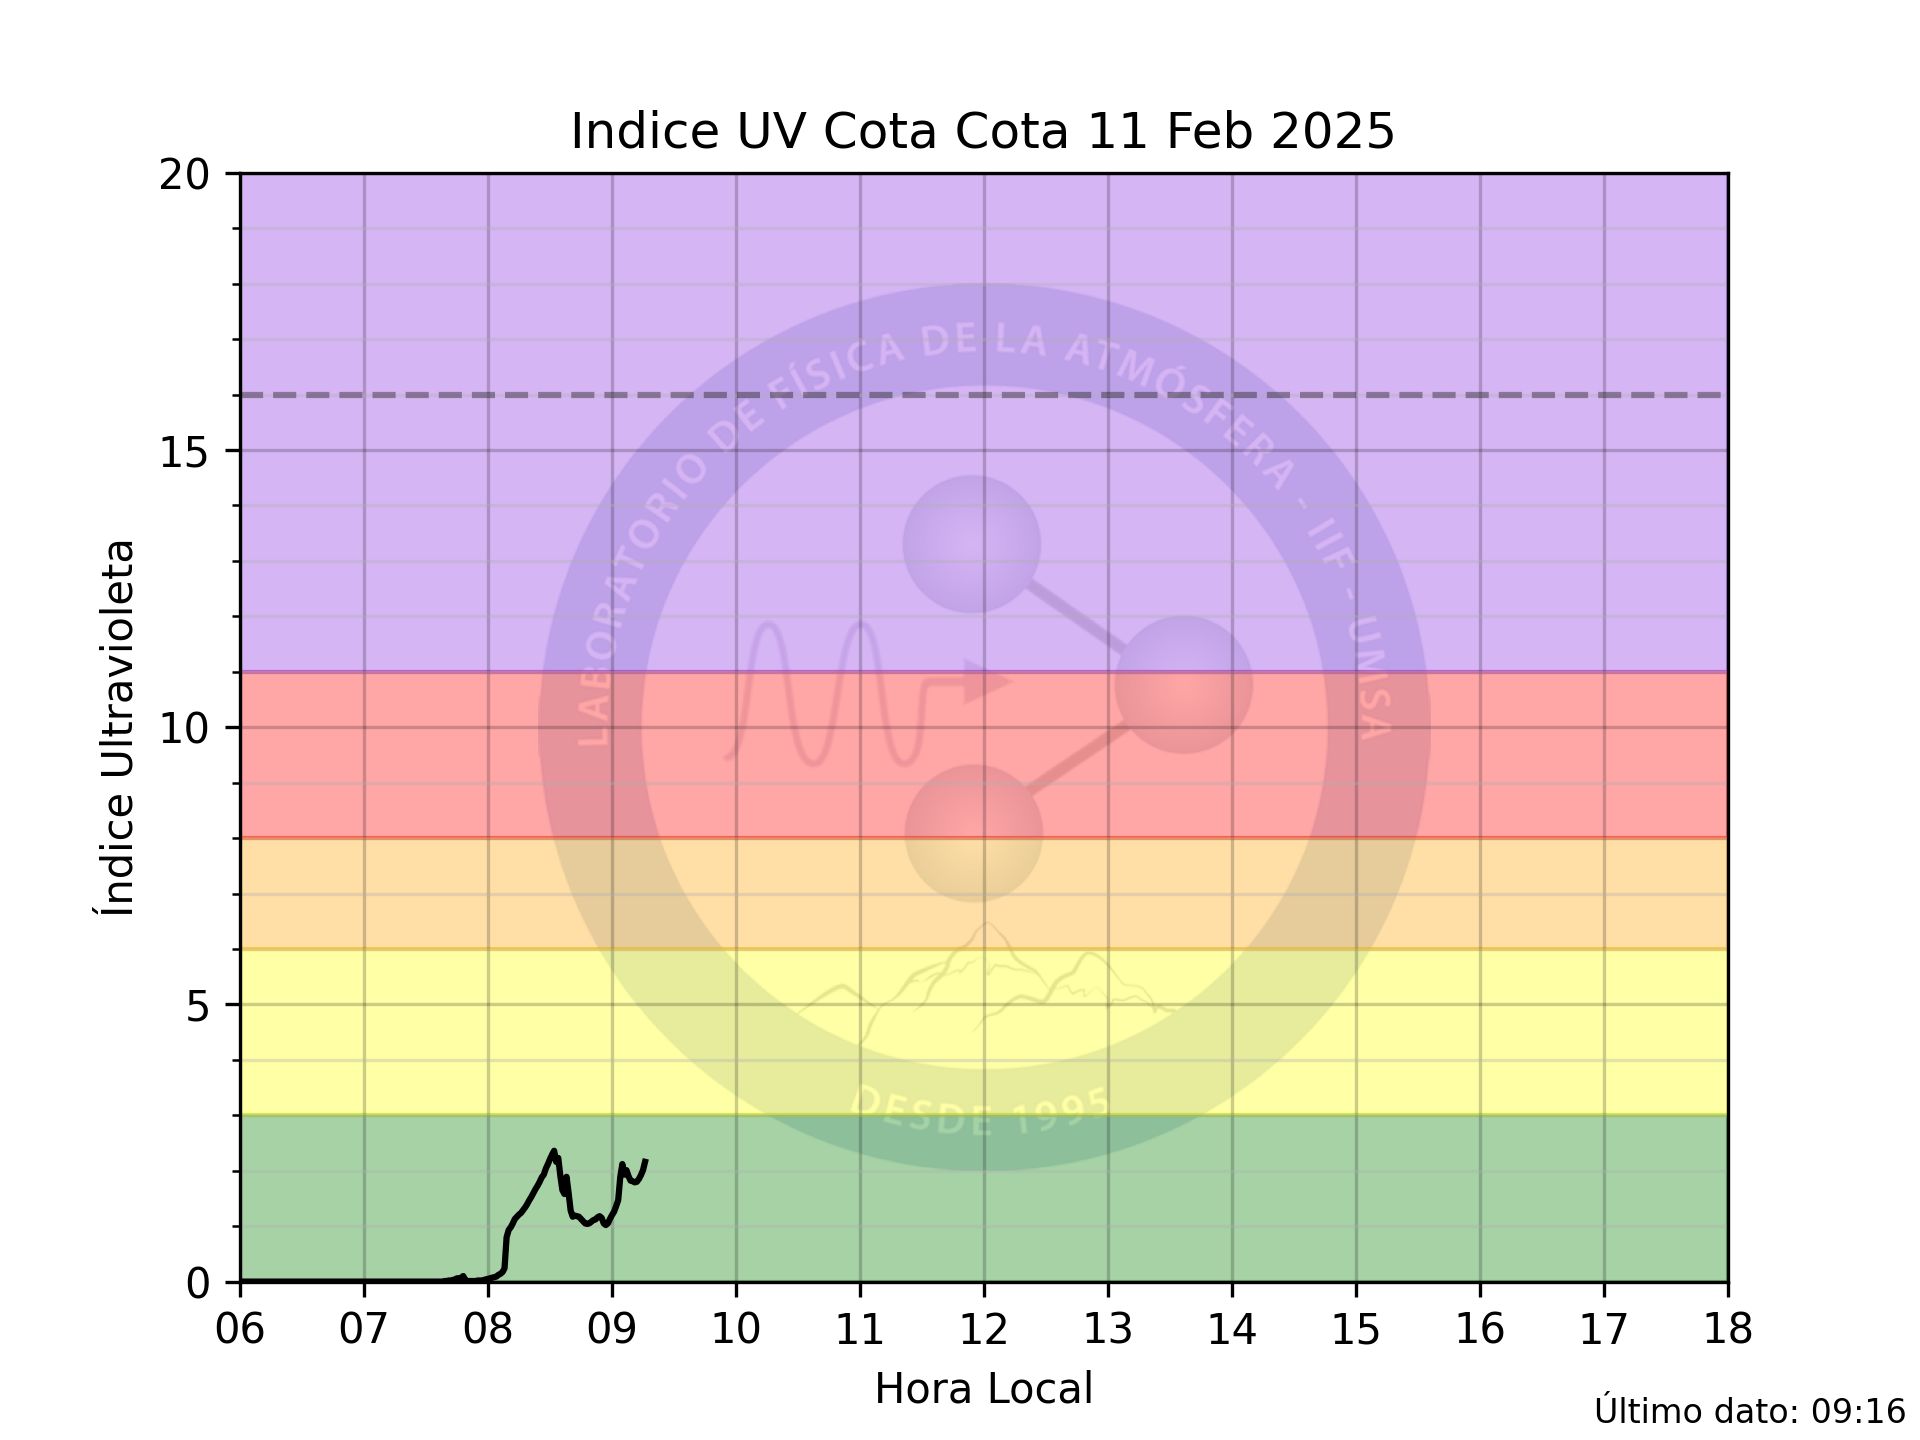 Indice UV Cota Cota 11 Feb 2025
20
15
10
5
0
Índice Ultravioleta
LABORATORIO DE FÍSICA DE LA ATMÓSFERA - IIF - UMSA
DESDE 1995
06 07 08 09 10 11 12 13 14 15 16 17 18
Hora Local
Último dato: 09:16